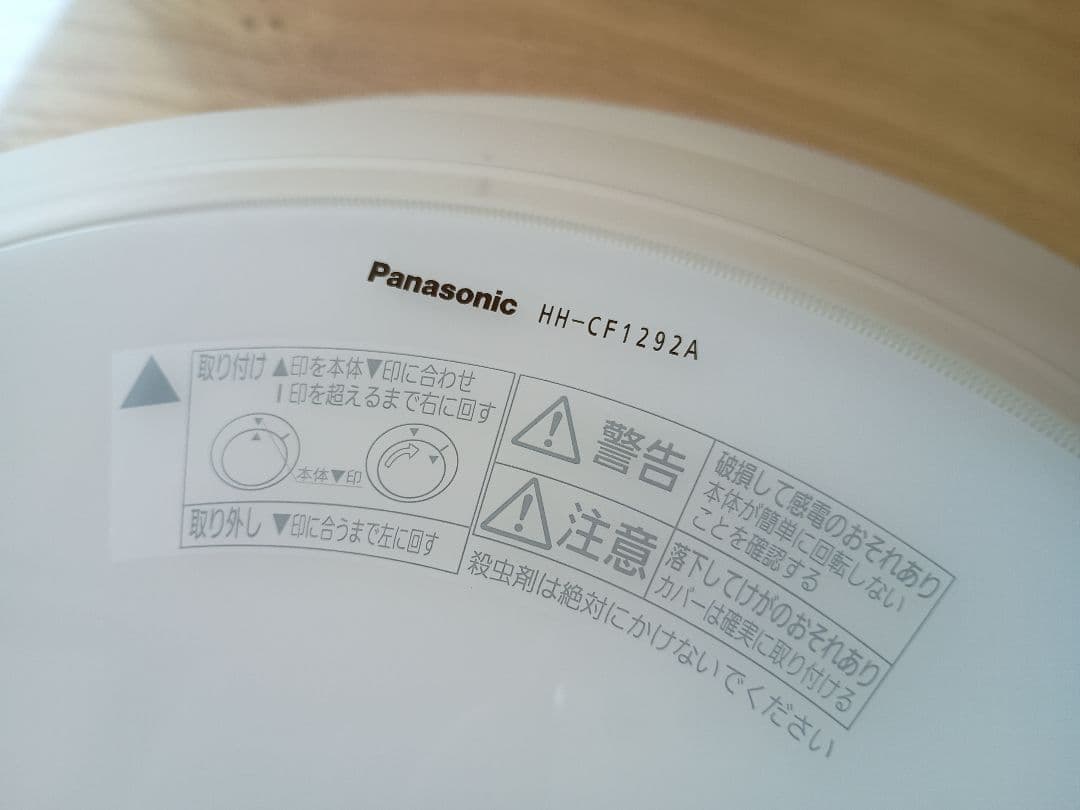 Panasonic HH-CF1292A
取り付け ▲印を本体▼印に合わせ
I印を超えるまで右に回す
本体▼印
取り外し ▼印に合うまで左に回す
警告
破損して感電のおそれあり
本体が簡単に回転しない
ことを確認する
注意
落下してけがのおそれあり
カバーは確実に取り付ける
殺虫剤は絶対にかけないでください